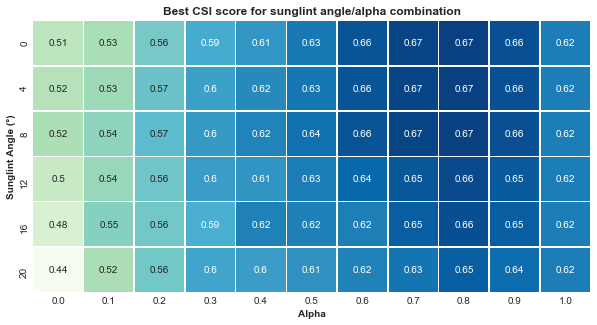 Best CSI score for sunglint angle/alpha combination
0 0.51 0.53 0.56 0.59 0.61 0.63 0.66 0.67 0.67 0.66 0.62
4 0.52 0.53 0.57 0.6 0.62 0.63 0.66 0.67 0.67 0.66 0.62
8 0.52 0.54 0.57 0.6 0.62 0.64 0.66 0.67 0.67 0.66 0.62
12 0.5 0.54 0.56 0.6 0.61 0.63 0.64 0.65 0.66 0.65 0.62
16 0.48 0.55 0.56 0.59 0.62 0.62 0.62 0.65 0.66 0.65 0.62
20 0.44 0.52 0.56 0.6 0.6 0.61 0.62 0.63 0.65 0.64 0.62
Sunglint Angle (°)
0.0 0.1 0.2 0.3 0.4 0.5 0.6 0.7 0.8 0.9 1.0
Alpha